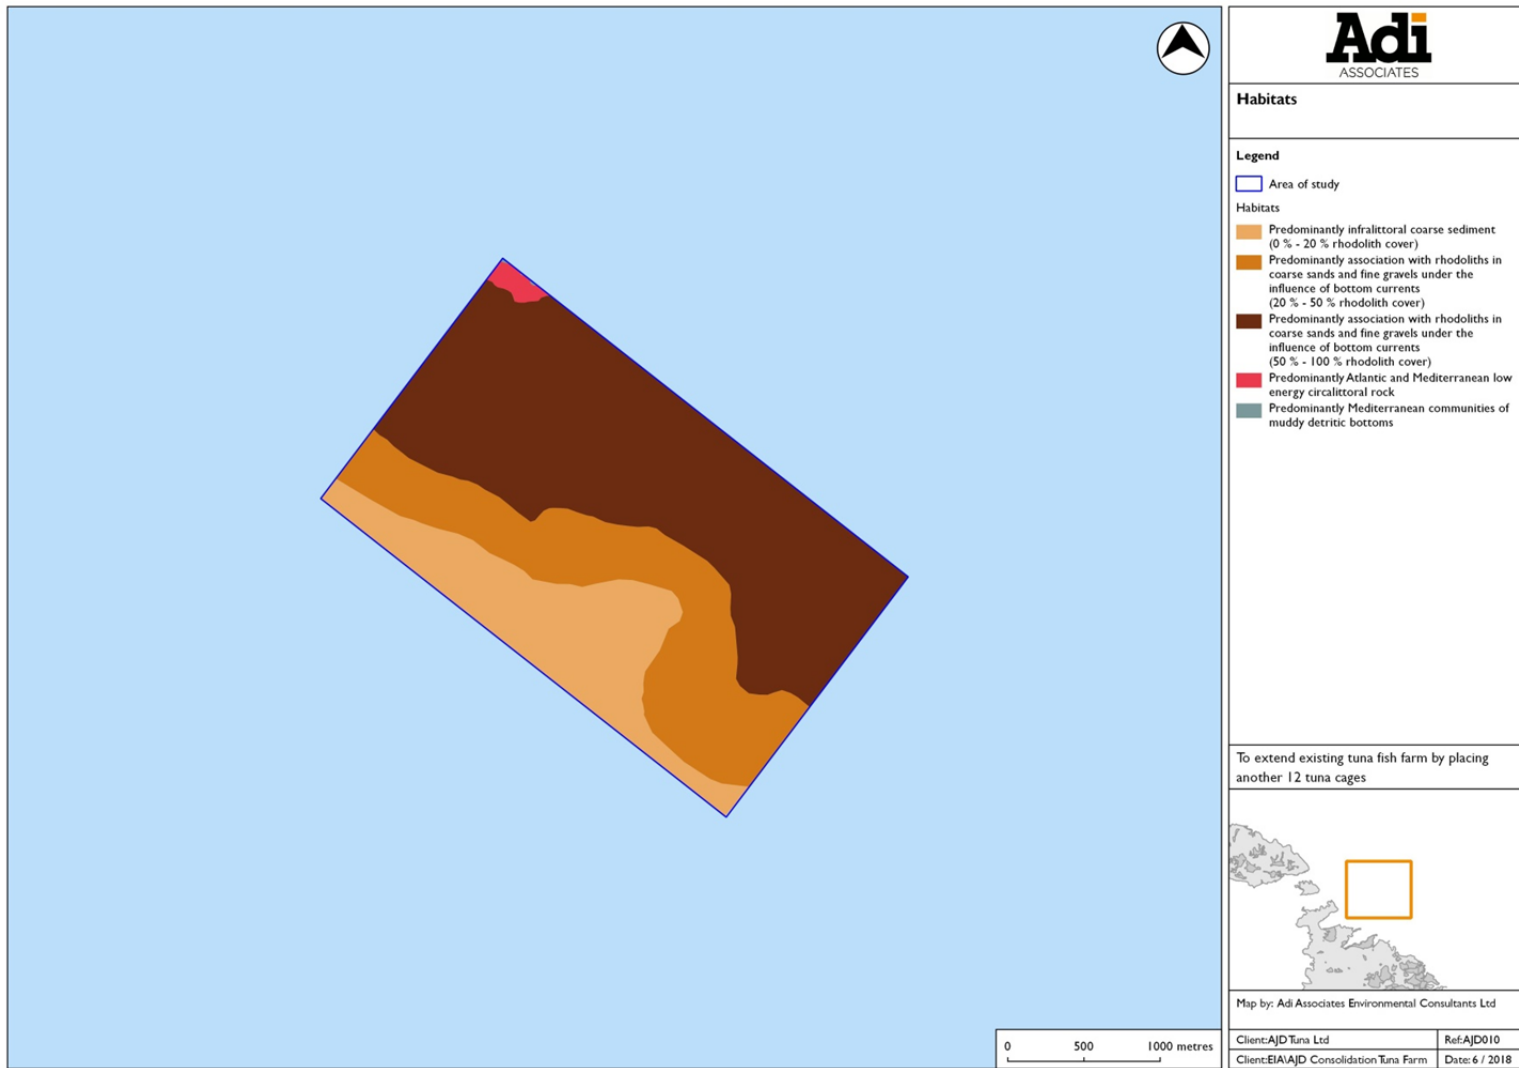 Adi
ASSOCIATES
Habitats
Legend
Area of study
Habitats
Predominantly infralittoral coarse sediment
(0 % - 20 % rhodolith cover)
Predominantly association with rhodoliths in
coarse sands and fine gravels under the
influence of bottom currents
(20 % - 50 % rhodolith cover)
Predominantly association with rhodoliths in
coarse sands and fine gravels under the
influence of bottom currents
(50 % - 100 % rhodolith cover)
Predominantly Atlantic and Mediterranean low
energy circalittoral rock
Predominantly Mediterranean communities of
muddy detritic bottoms
To extend existing tuna fish farm by placing
another 12 tuna cages
Map by: Adi Associates Environmental Consultants Ltd
Client:AJD Tuna Ltd Ref:AJD010
Client:EIA\AJD Consolidation Tuna Farm Date: 6 / 2018
0 500 1000 metres